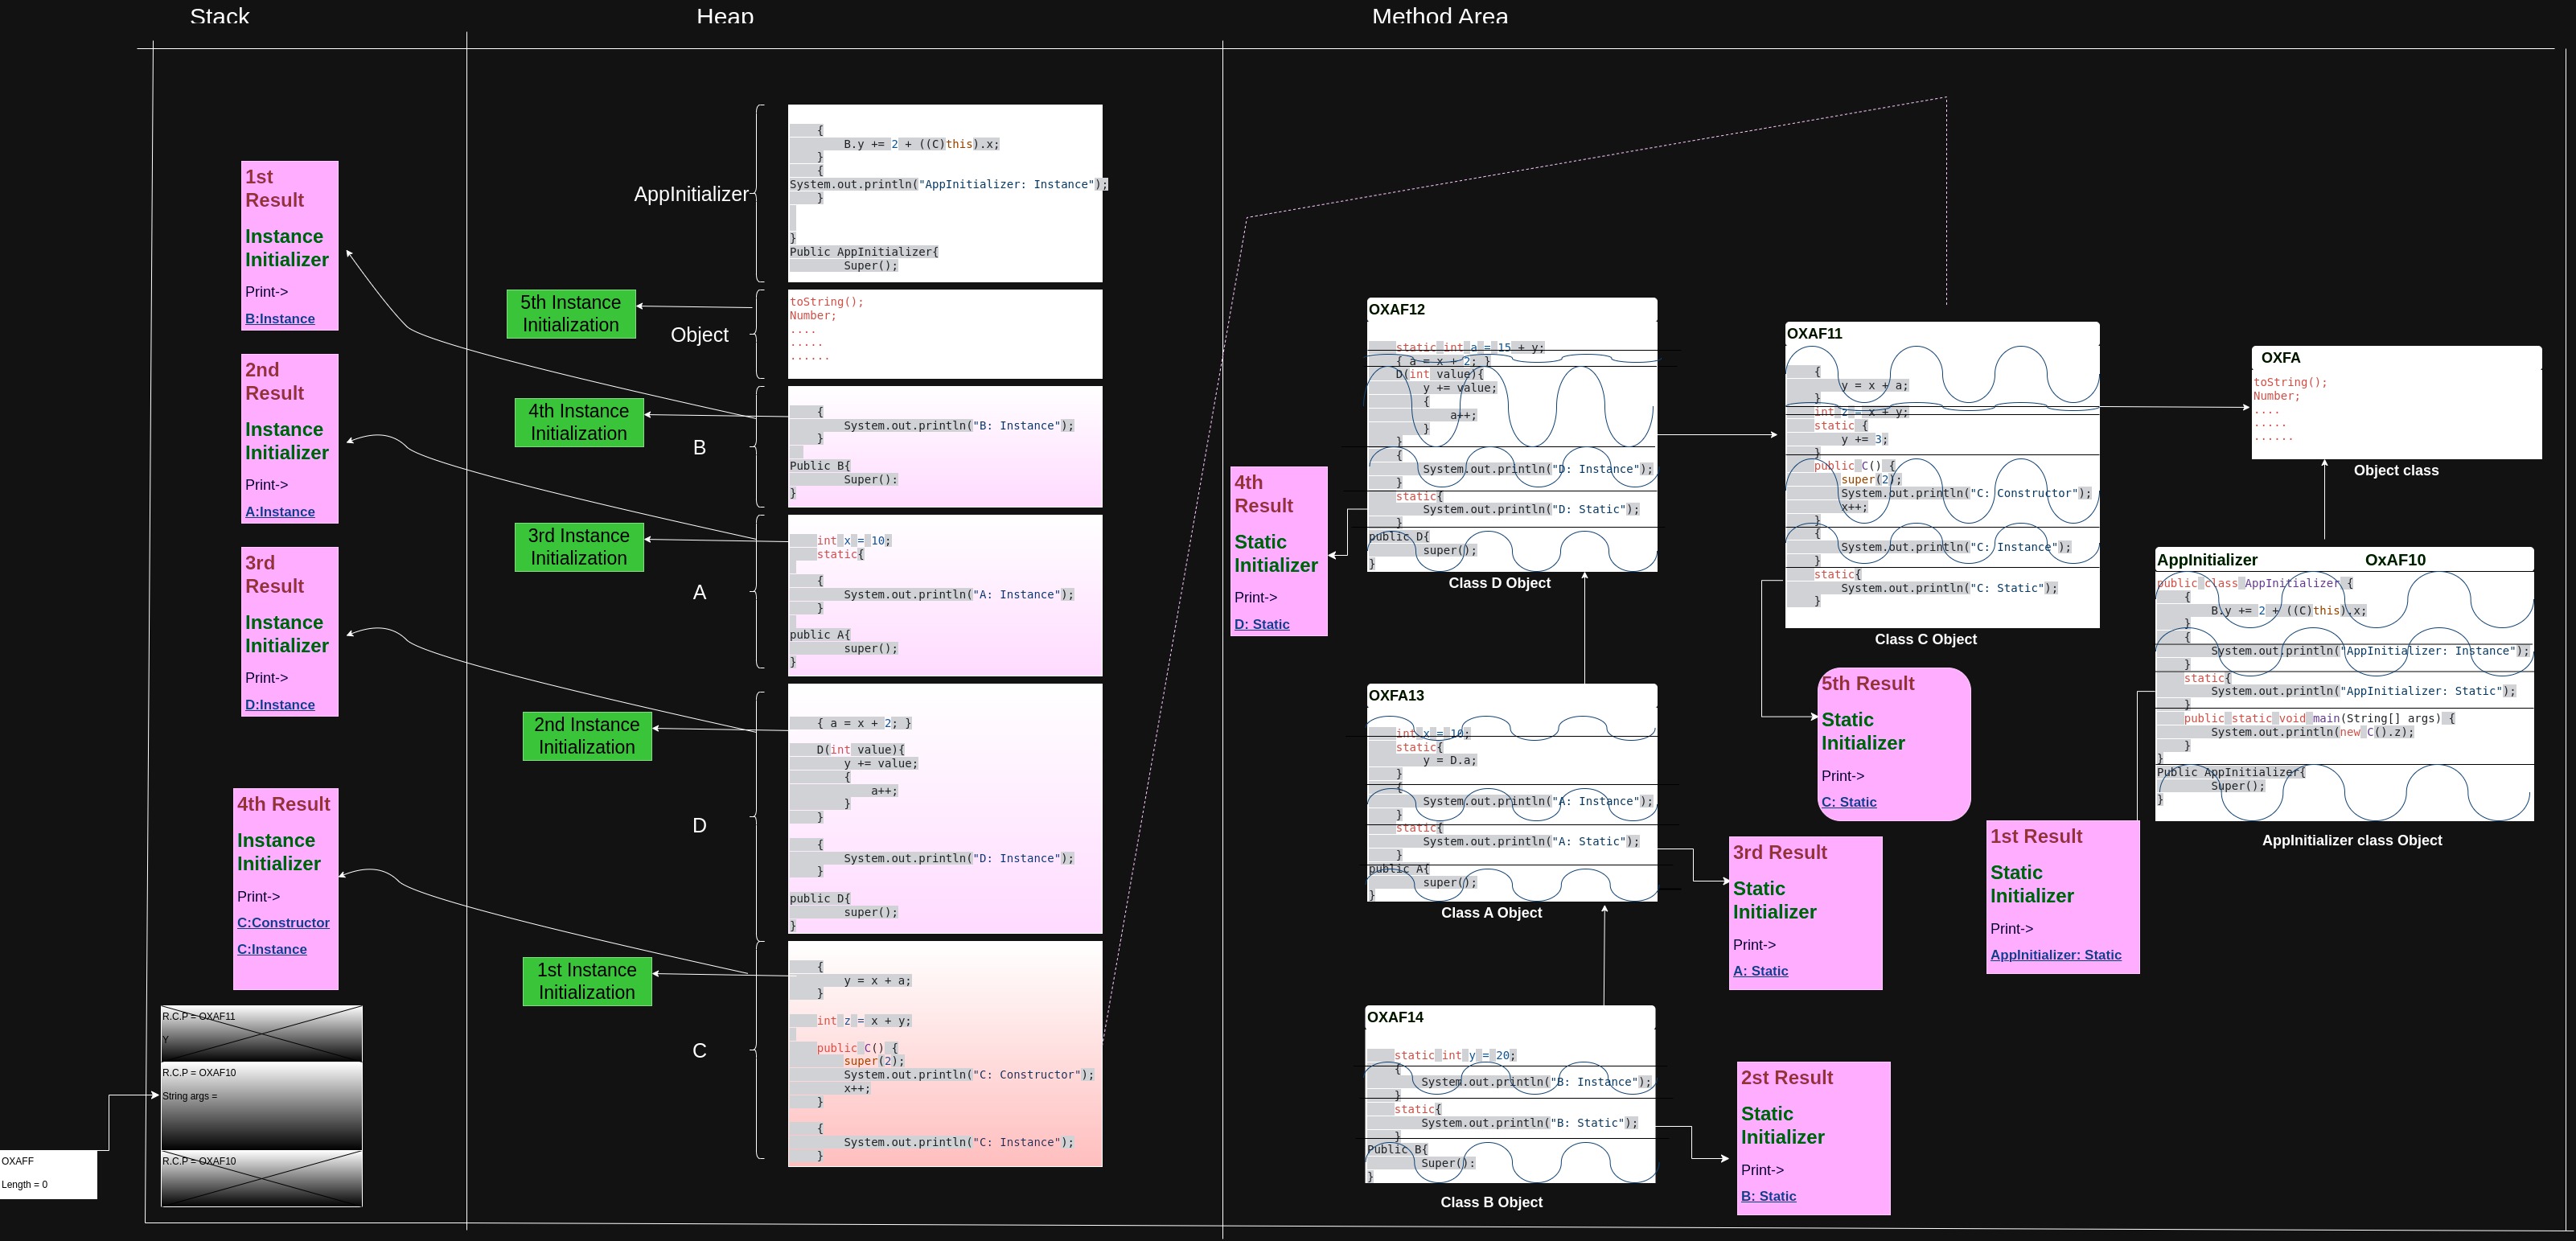 Stack
Heap
Method Area
1st
Result
Instance
Initializer
Print->
B:Instance
2nd
Result
Instance
Initializer
Print->
A:Instance
3rd
Result
Instance
Initializer
Print->
D:Instance
4th Result
Instance
Initializer
Print->
C:Constructor
C:Instance
R.C.P = OXAF11
Y
R.C.P = OXAF10
String args =
R.C.P = OXAF10
OXAFF
Length = 0
AppInitializer
{
B.y += 2 + ((C)this).x;
}
{
System.out.println("AppInitializer: Instance");
}
}
Public AppInitializer{
Super();
5th Instance
Initialization
Object
toString();
Number;
....
.....
......
4th Instance
Initialization
B
{
System.out.println("B: Instance");
}
Public B{
Super():
}
3rd Instance
Initialization
A
int x = 10;
static{
{
System.out.println("A: Instance");
}
public A{
super();
}
2nd Instance
Initialization
D
{ a = x + 2; }
D(int value){
y += value;
{
a++;
}
}
{
System.out.println("D: Instance");
}
public D{
super();
}
1st Instance
Initialization
C
{
y = x + a;
}
int z = x + y;
public C() {
super(2);
System.out.println("C: Constructor");
x++;
}
{
System.out.println("C: Instance");
}
OXAF12
static int a = 15 + y;
{ a = x + 2; }
D(int value){
y += value;
{
a++;
}
}
{
System.out.println("D: Instance");
}
static{
System.out.println("D: Static");
}
public D{
super();
}
Class D Object
4th
Result
Static
Initializer
Print->
D: Static
OXAF11
{
y = x + a;
}
int z = x + y;
static {
y += 3;
}
public C() {
super(2);
System.out.println("C: Constructor");
x++;
}
{
System.out.println("C: Instance");
}
static{
System.out.println("C: Static");
}
Class C Object
5th Result
Static
Initializer
Print->
C: Static
OXFA
toString();
Number;
....
.....
......
Object class
AppInitializer OxAF10
public class AppInitializer {
{
B.y += 2 + ((C)this).x;
}
{
System.out.println("AppInitializer: Instance");
}
static{
System.out.println("AppInitializer: Static");
}
public static void main(String[] args) {
System.out.println(new C().z);
}
}
Public AppInitializer{
Super();
}
AppInitializer class Object
1st Result
Static
Initializer
Print->
AppInitializer: Static
OXFA13
int x = 10;
static{
y = D.a;
}
{
System.out.println("A: Instance");
}
static{
System.out.println("A: Static");
}
public A{
super();
}
Class A Object
3rd Result
Static
Initializer
Print->
A: Static
OXAF14
static int y = 20;
{
System.out.println("B: Instance");
}
static{
System.out.println("B: Static");
}
Public B{
Super():
}
Class B Object
2st Result
Static
Initializer
Print->
B: Static